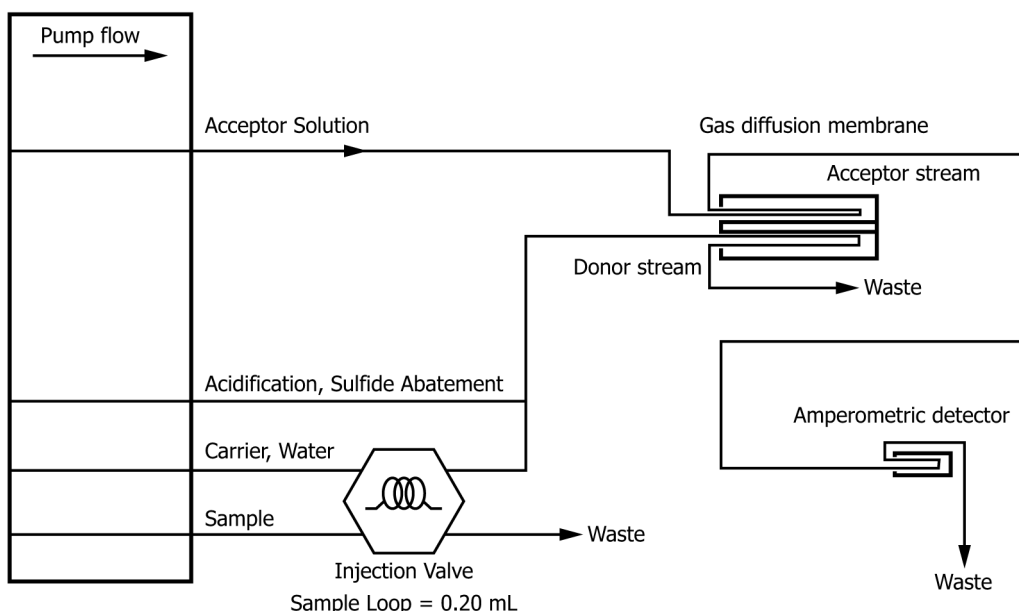 Pump flow
Acceptor Solution
Gas diffusion membrane
Acceptor stream
Donor stream
Waste
Acidification, Sulfide Abatement
Amperometric detector
Carrier, Water
Sample
Waste
Injection Valve
Waste
Sample Loop = 0.20 mL